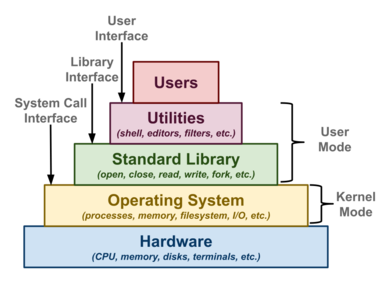 User
Interface
Library
Interface
System Call
Interface
Users
Utilities
(shell, editors, filters, etc.)
Standard Library
(open, close, read, write, fork, etc.)
User
Mode
Operating System
(processes, memory, filesystem, I/O, etc.)
Kernel
Mode
Hardware
(CPU, memory, disks, terminals, etc.)